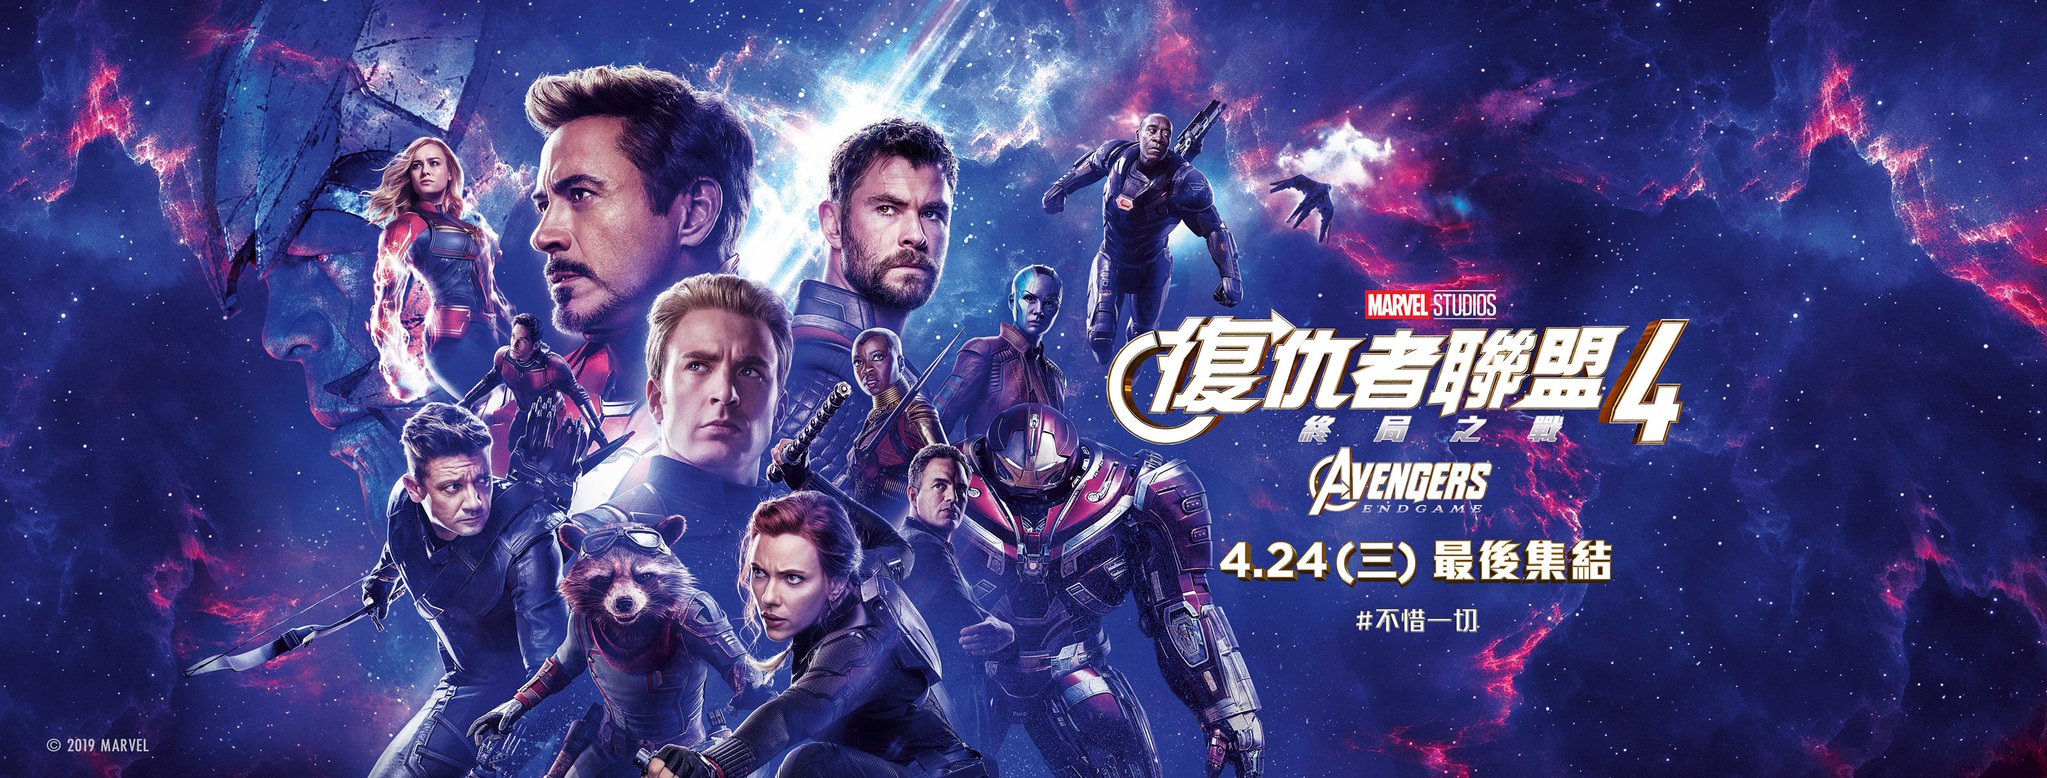 MARVEL STUDIOS
復仇者聯盟4
終局之戰
AVENGERS
ENDGAME
4.24(三) 最後集結
#不惜一切
© 2019 MARVEL